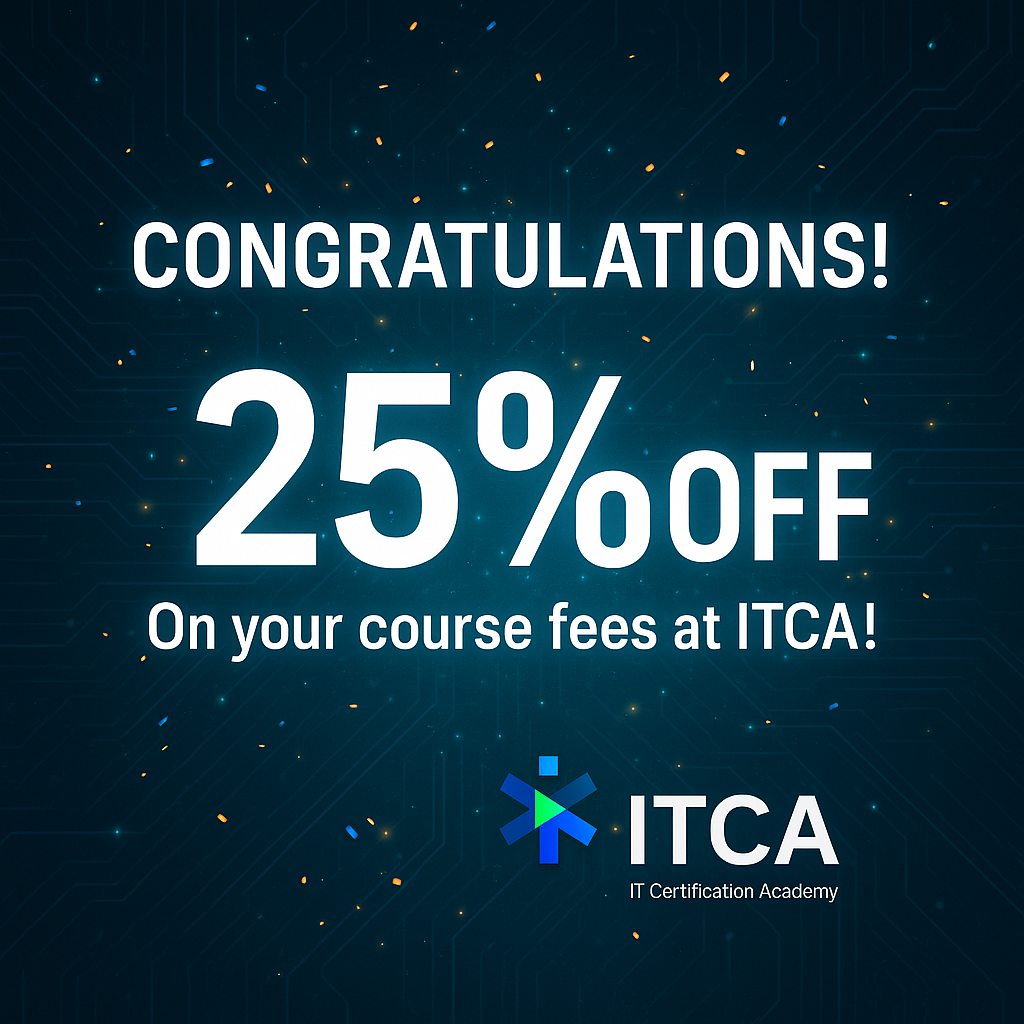 CONGRATULATIONS!
25% OFF
On your course fees at ITCA!
ITCA
IT Certification Academy